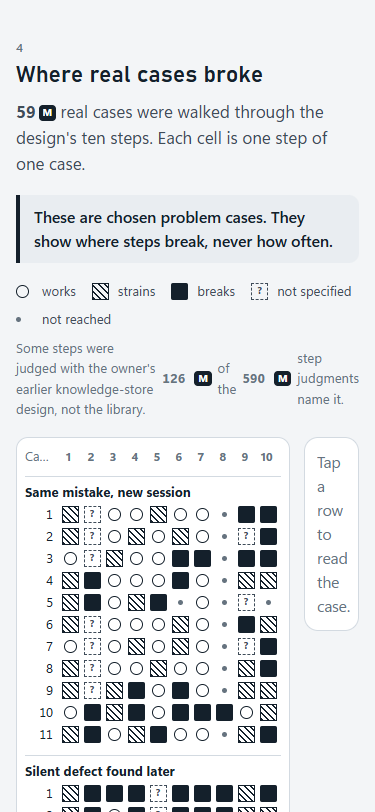 4
Where real cases broke
59 M real cases were walked through the
design's ten steps. Each cell is one step of
one case.
These are chosen problem cases. They
show where steps break, never how often.
works strains breaks ? not specified
not reached
Some steps were
judged with the owner's
earlier knowledge-store
design, not the library.
126 M
of
the
590 M
step
judgments
name it.
Ca... 1 2 3 4 5 6 7 8 9 10
Same mistake, new session
1 ?
2 ? ?
3 ?
4
5 ?
6 ?
7 ? ?
8 ?
9 ?
10
11
Silent defect found later
1 ?
Tap
a
row
to
read
the
case.